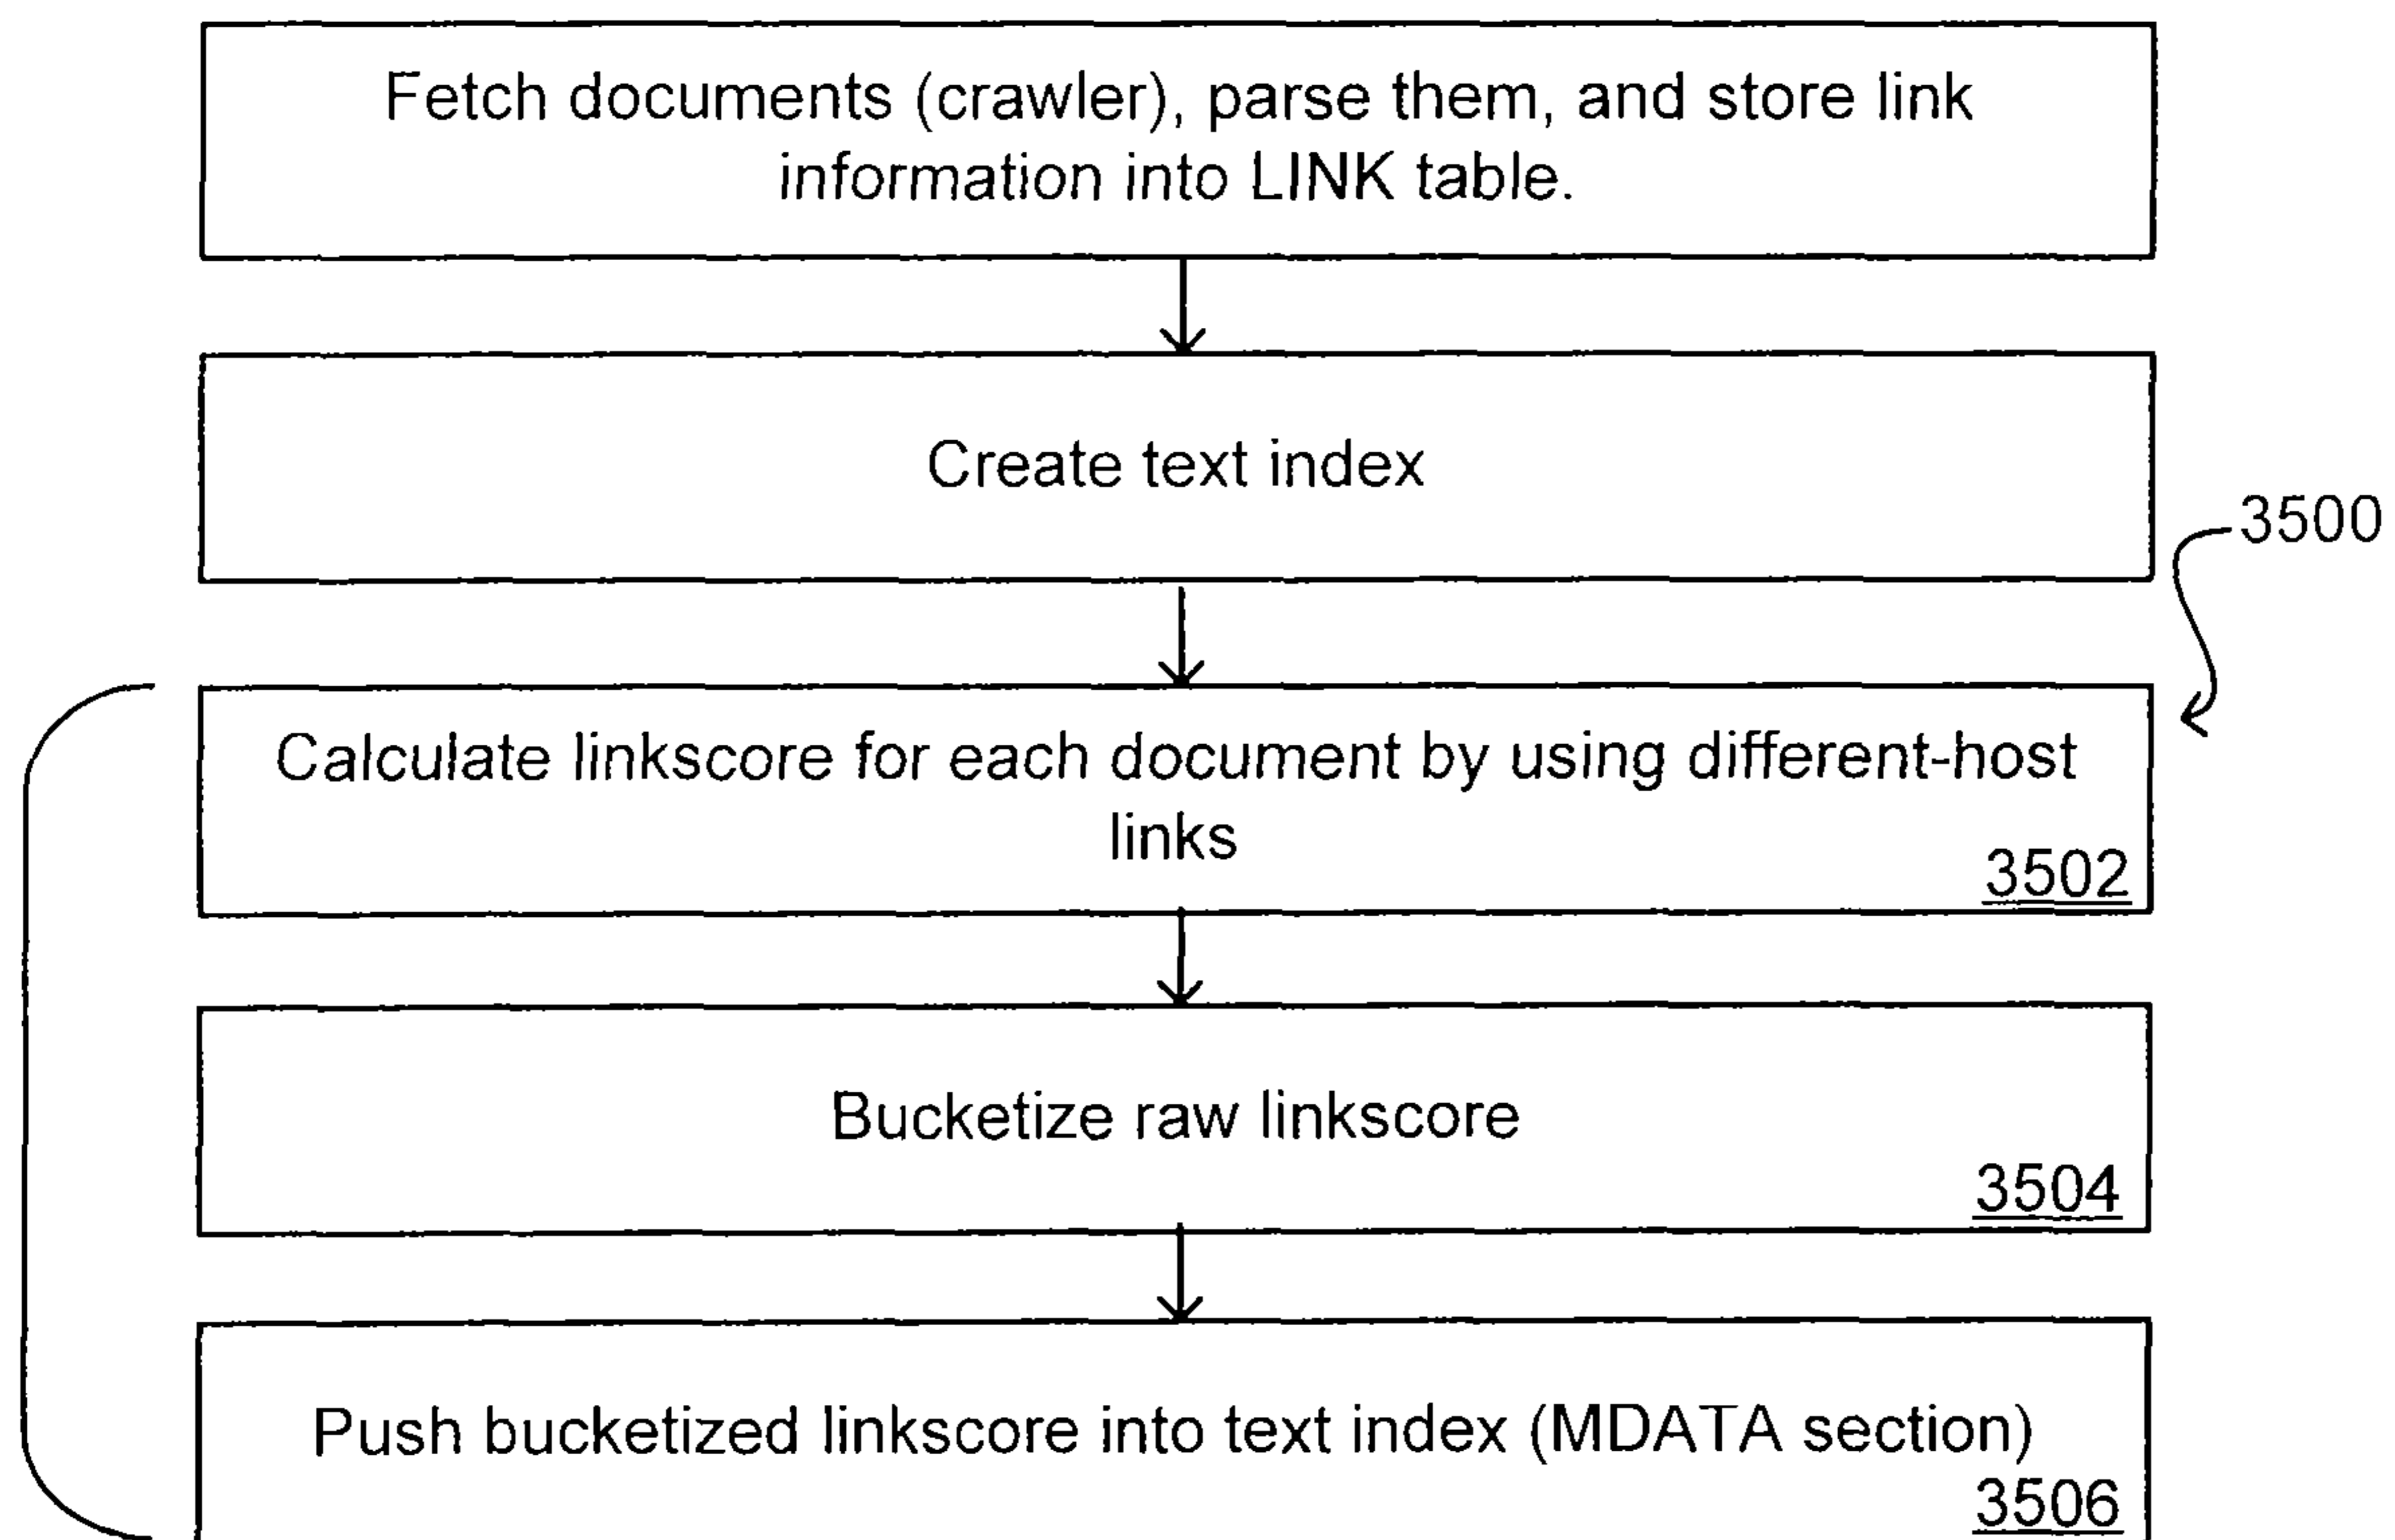 Fetch documents (crawler), parse them, and store link
information into LINK table.
Create text index
3500
Calculate linkscore for each document by using different-host
links
3502
Bucketize raw linkscore
3504
Push bucketized linkscore into text index (MDATA section)
3506